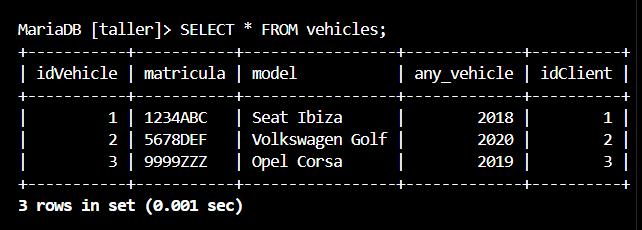 MariaDB [taller]> SELECT * FROM vehicles;
+-----------+-----------+-----------------+-------------+----------+
| idVehicle | matricula | model           | any_vehicle | idClient |
+-----------+-----------+-----------------+-------------+----------+
|         1 | 1234ABC   | Seat Ibiza      |        2018 |        1 |
|         2 | 5678DEF   | Volkswagen Golf |        2020 |        2 |
|         3 | 9999ZZZ   | Opel Corsa      |        2019 |        3 |
+-----------+-----------+-----------------+-------------+----------+
3 rows in set (0.001 sec)